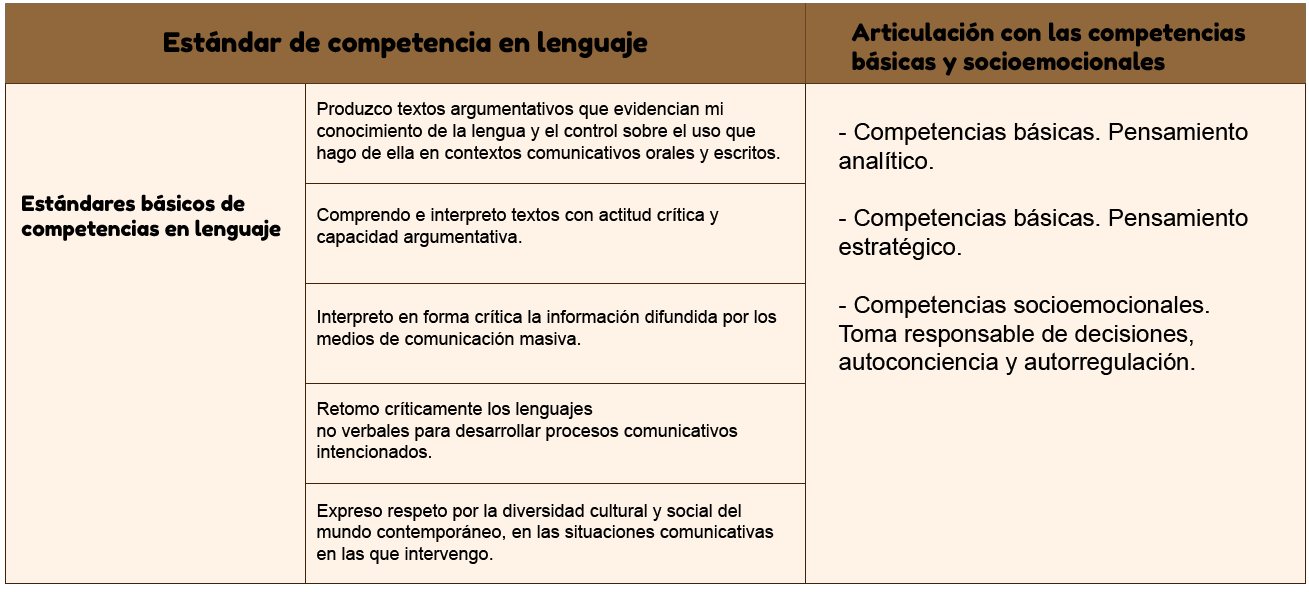 Estándar de competencia en lenguaje
Articulación con las competencias
básicas y socioemocionales
Estándares básicos de
competencias en lenguaje
Produzco textos argumentativos que evidencian mi
conocimiento de la lengua y el control sobre el uso que
hago de ella en contextos comunicativos orales y escritos.
Comprendo e interpreto textos con actitud crítica y
capacidad argumentativa.
Interpreto en forma crítica la información difundida por los
medios de comunicación masiva.
Retomo críticamente los lenguajes
no verbales para desarrollar procesos comunicativos
intencionados.
Expreso respeto por la diversidad cultural y social del
mundo contemporáneo, en las situaciones comunicativas
en las que intervengo.
- Competencias básicas. Pensamiento
analítico.
- Competencias básicas. Pensamiento
estratégico.
- Competencias socioemocionales.
Toma responsable de decisiones,
autoconciencia y autorregulación.